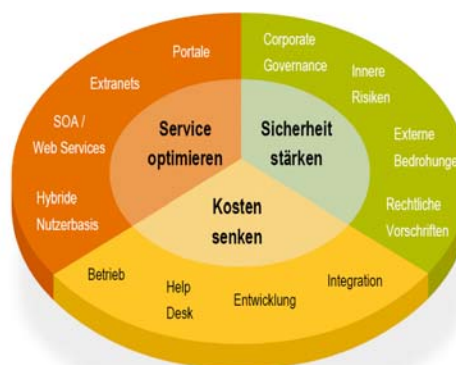 Portale
Extranets
SOA /
Web Services
Hybride
Nutzerbasis
Service
optimieren
Corporate
Governance
Innere
Risiken
Externe
Bedrohunge
Rechtliche
Vorschriften
Sicherheit
stärken
Kosten
senken
Betrieb
Help
Desk
Entwicklung
Integration